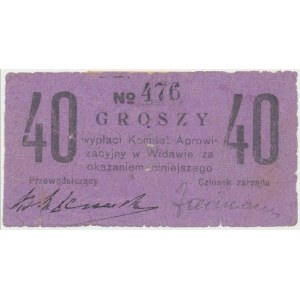 No 476
40 GROSZY 40
wypłaci Komitet Aprowi-
zacyjny w Widawie za
okazaniem niniejszego
Przewodniczący Członek zarządu